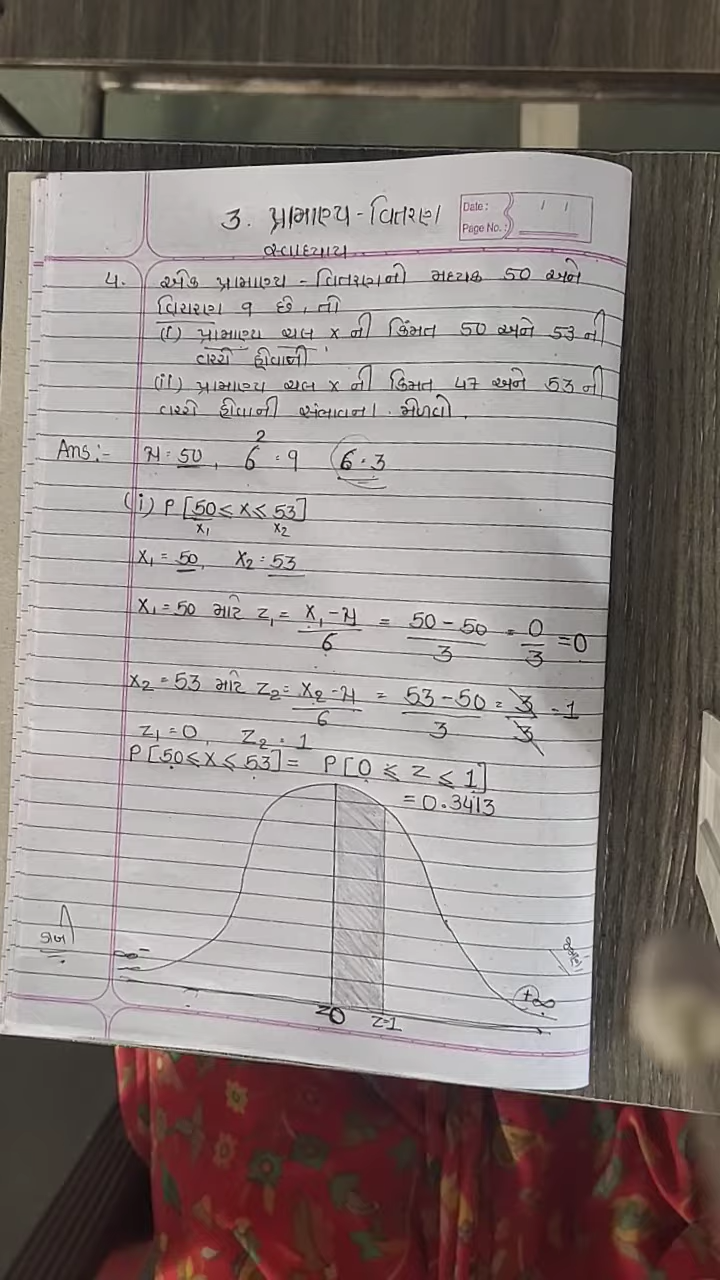 3. પ્રામાણ્ય - વિતરણ
Date: / /
Page No.:
સ્વાધ્યાય
4. એક પ્રામાણ્ય - વિતરણનો મધ્યક 50 અને
વિચરણ 9 છે, તો
(i) પ્રામાણ્ય ચલ x ની કિંમત 50 અને 53 ની
વચ્ચે હોવાની
(ii) પ્રામાણ્ય ચલ x ની કિંમત 47 અને 53 ની
વચ્ચે હોવાની સંભાવના મેળવો.
Ans:- μ = 50, σ² = 9 σ = 3
(i) P[50 ≤ x ≤ 53]
x₁ x₂
x₁ = 50, x₂ = 53
x₁ = 50 માટે z₁ = (x₁ - μ)/σ = (50 - 50)/3 = 0/3 = 0
x₂ = 53 માટે z₂ = (x₂ - μ)/σ = (53 - 50)/3 = 3/3 = 1
z₁ = 0, z₂ = 1
P[50 ≤ x ≤ 53] = P[0 ≤ z ≤ 1]
= 0.3413
-∞ +∞
z0 z=1